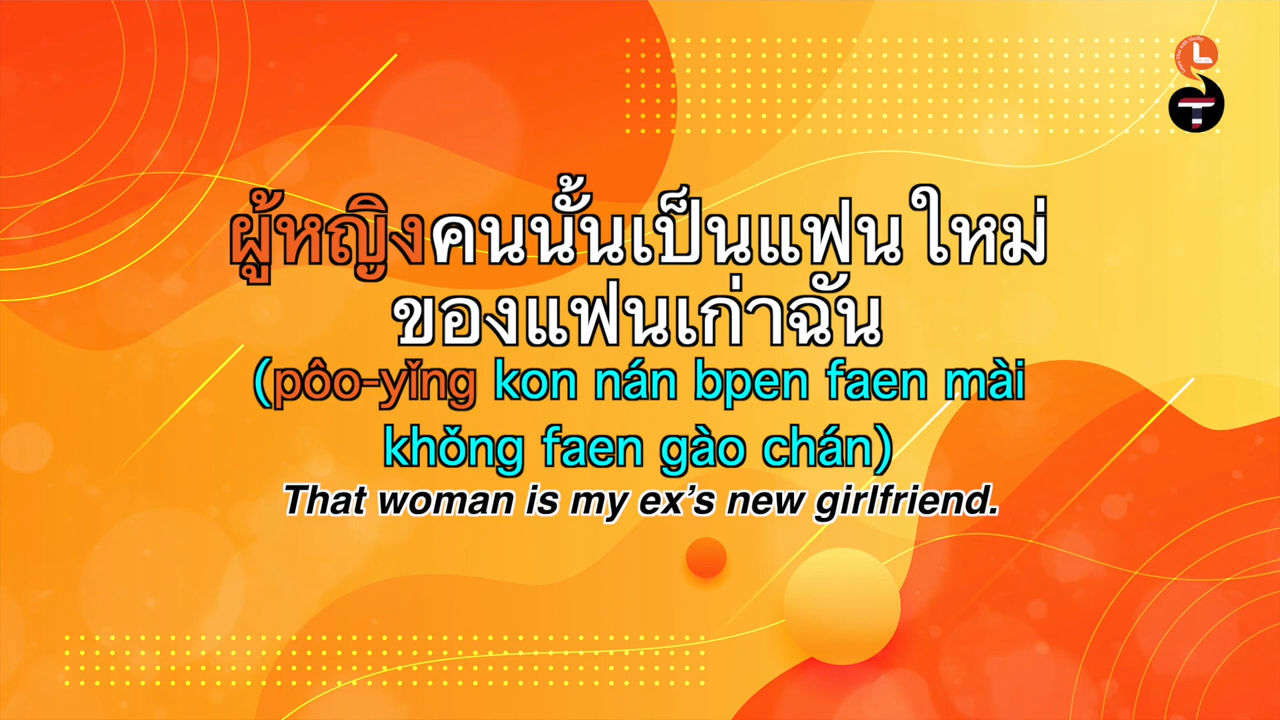 ผู้หญิงคนนั้นเป็นแฟนใหม่
ของแฟนเก่าฉัน
(pôo-yǐng kon nán bpen faen mài
khǒng faen gào chán)
That woman is my ex’s new girlfriend.